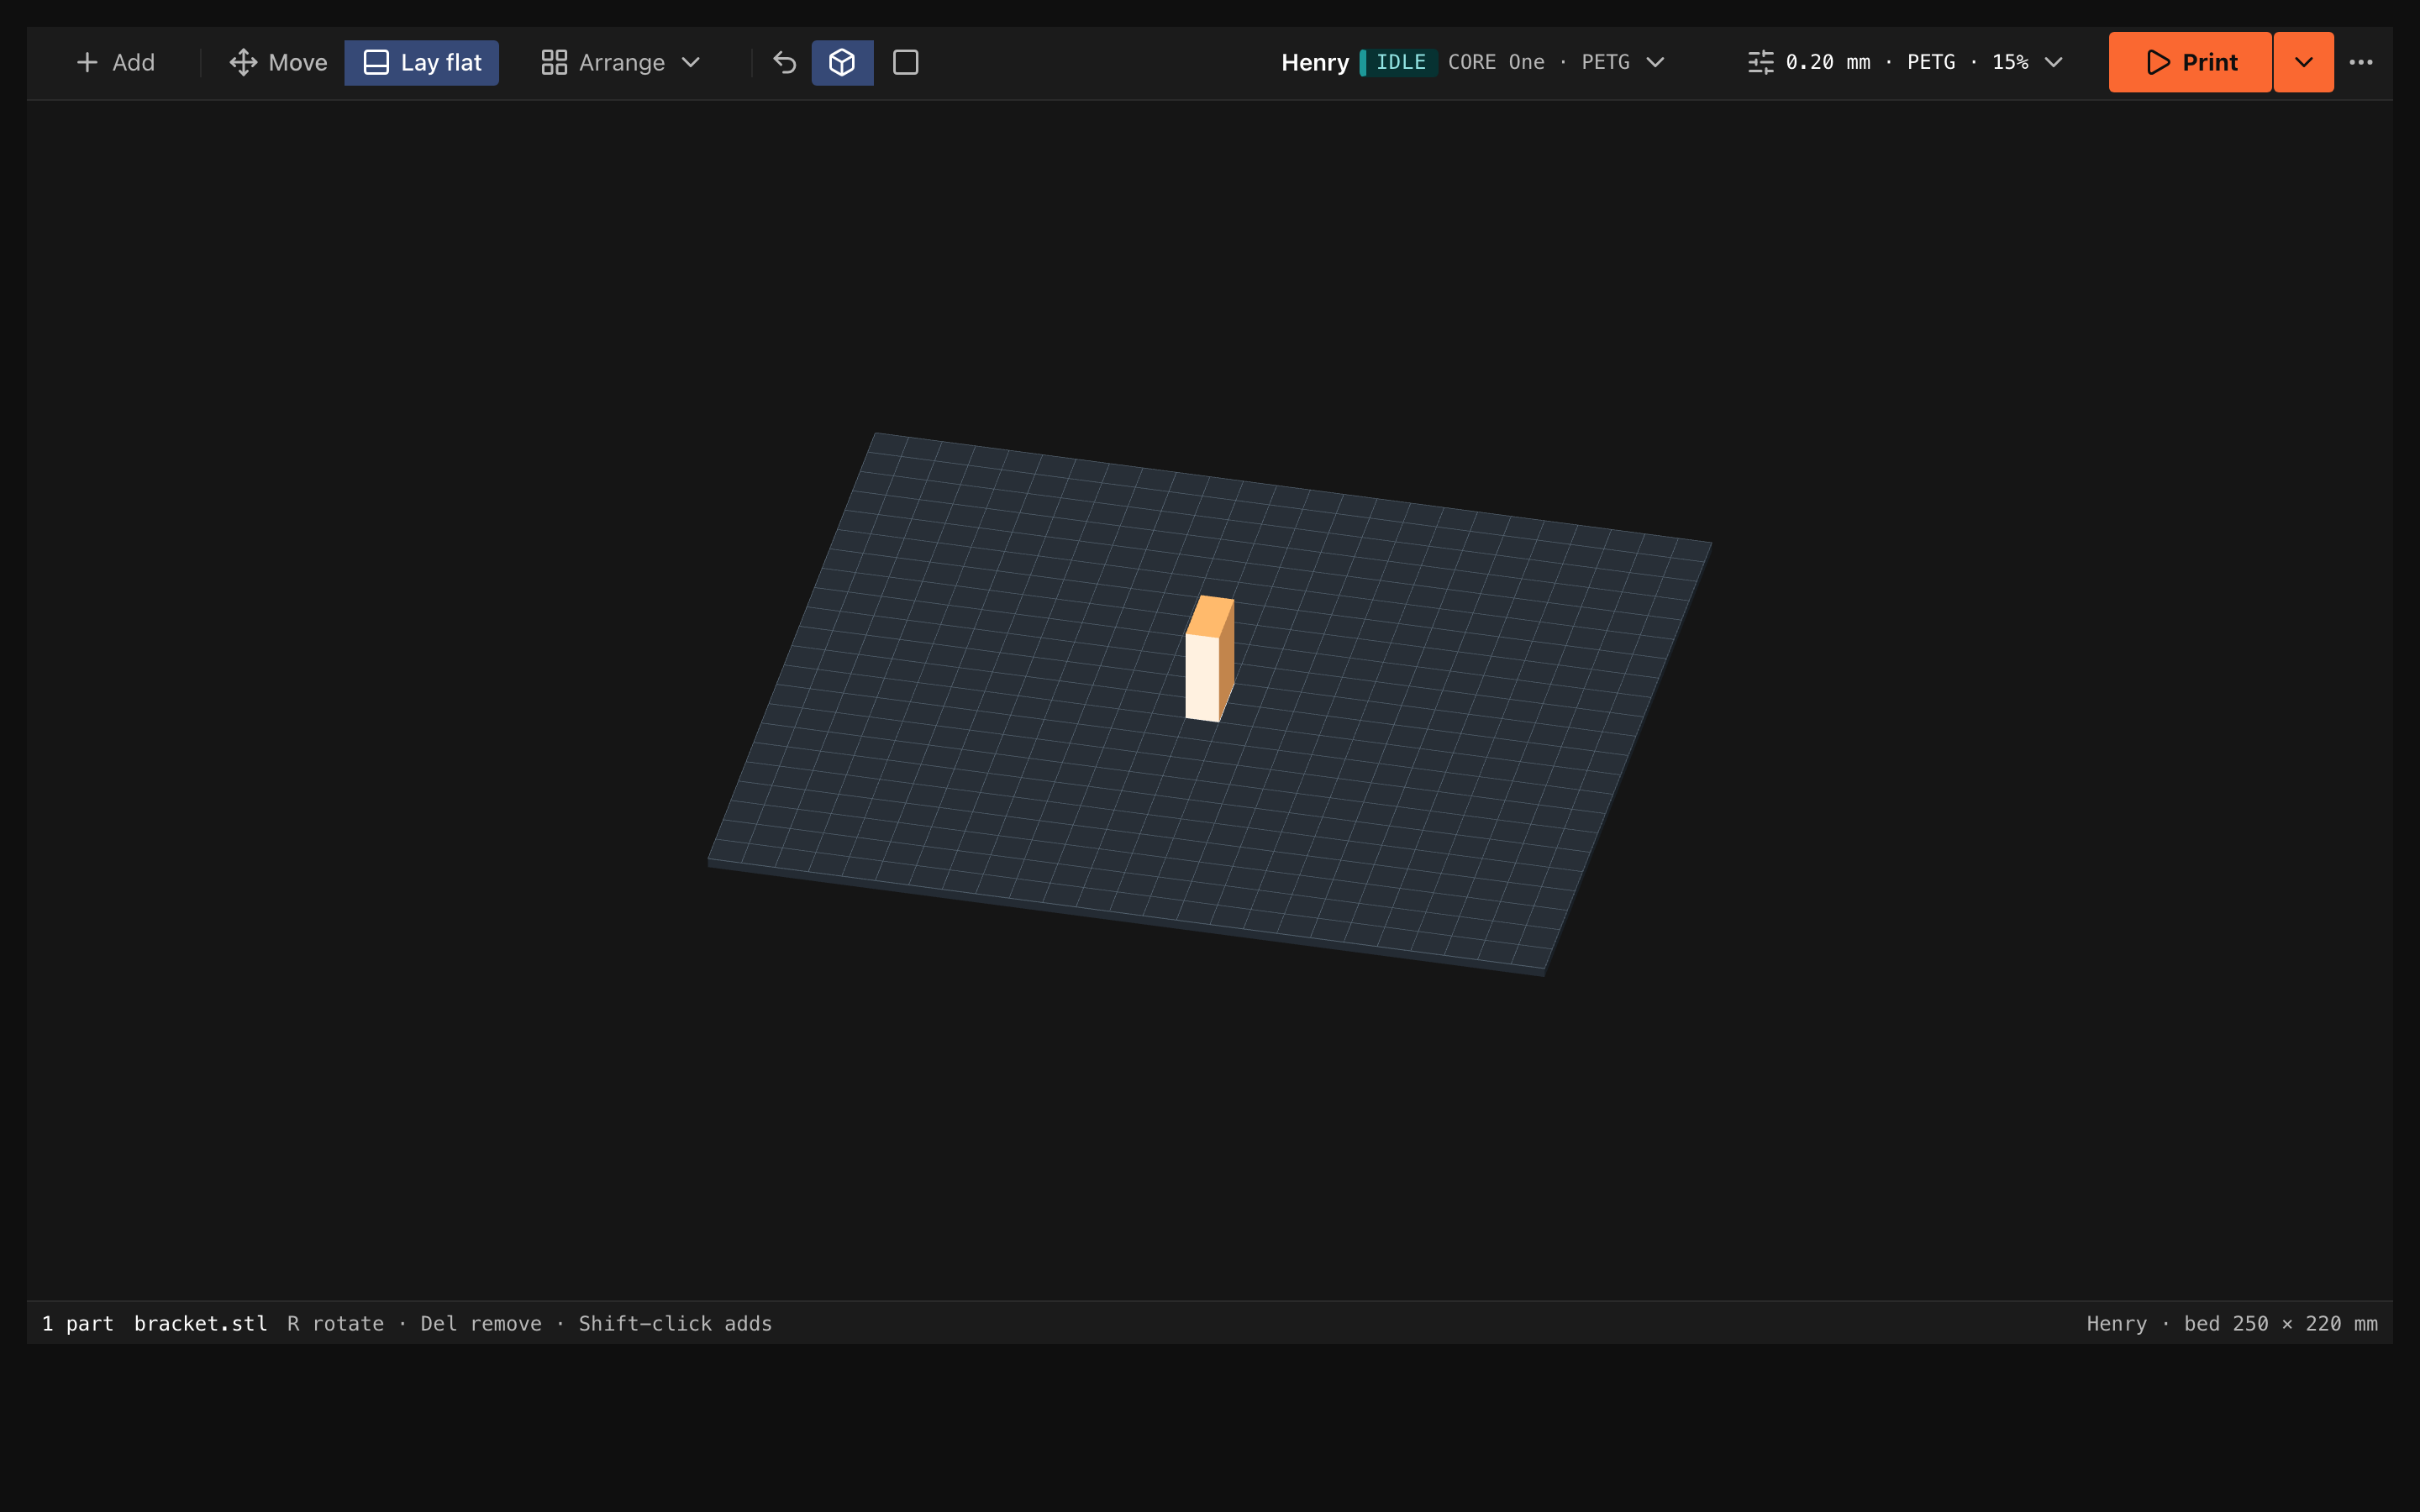 Add Move Lay flat Arrange Henry IDLE CORE One · PETG 0.20 mm · PETG · 15% Print
1 part bracket.stl R rotate · Del remove · Shift-click adds Henry · bed 250 × 220 mm